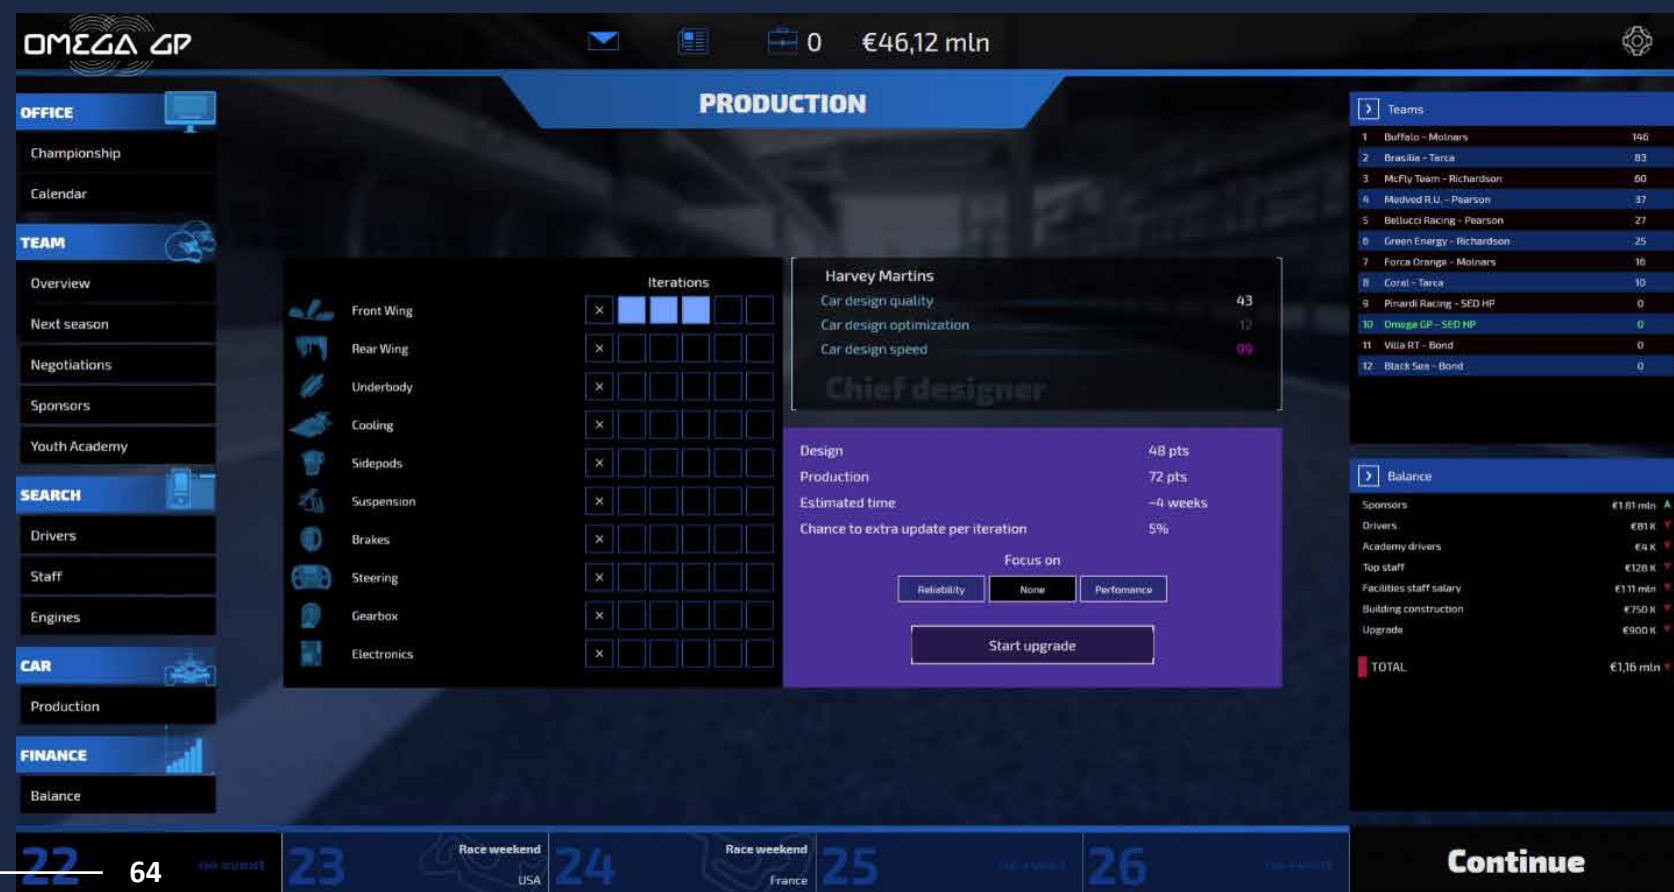 OMEGA GP
0 €46,12 mln
PRODUCTION
OFFICE
Championship
Calendar
TEAM
Overview
Next season
Negotiations
Sponsors
Youth Academy
SEARCH
Drivers
Staff
Engines
CAR
Production
FINANCE
Balance
Iterations
Front Wing ×
Rear Wing ×
Underbody ×
Cooling ×
Sidepods ×
Suspension ×
Brakes ×
Steering ×
Gearbox ×
Electronics ×
Harvey Martins
Car design quality 43
Car design optimization 12
Car design speed 99
Chief designer
Design 48 pts
Production 72 pts
Estimated time ~4 weeks
Chance to extra update per iteration 5%
Focus on
Reliability None Perfomance
Start upgrade
Teams
1 Buffalo - Molnars 146
2 Brasilia - Tarca 83
3 McFly Team - Richardson 60
4 Medved R.U. - Pearson 37
5 Bellucci Racing - Pearson 27
6 Green Energy - Richardson 25
7 Forca Orange - Molnars 16
8 Coral - Tarca 10
9 Pinardi Racing - SED HP 0
10 Omega GP - SED HP 0
11 Villa RT - Bond 0
12 Black Sea - Bond 0
Balance
Sponsors €1.81 mln
Drivers €81 K
Academy drivers €4 K
Top staff €128 K
Facilities staff salary €1.11 mln
Building construction €750 K
Upgrade €900 K
TOTAL €1,16 mln
22 no event
23 Race weekend
USA
24 Race weekend
France
25 no event
26 no event
Continue
64